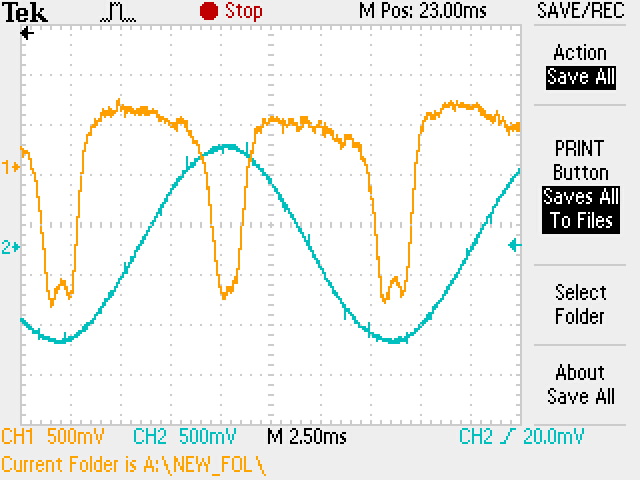 Tek Stop M Pos: 23.00ms SAVE/REC
Action
Save All
PRINT
Button
Saves All
To Files
Select
Folder
About
Save All
1
2
CH1 500mV CH2 500mV M 2.50ms CH2 20.0mV
Current Folder is A:\NEW_FOL\